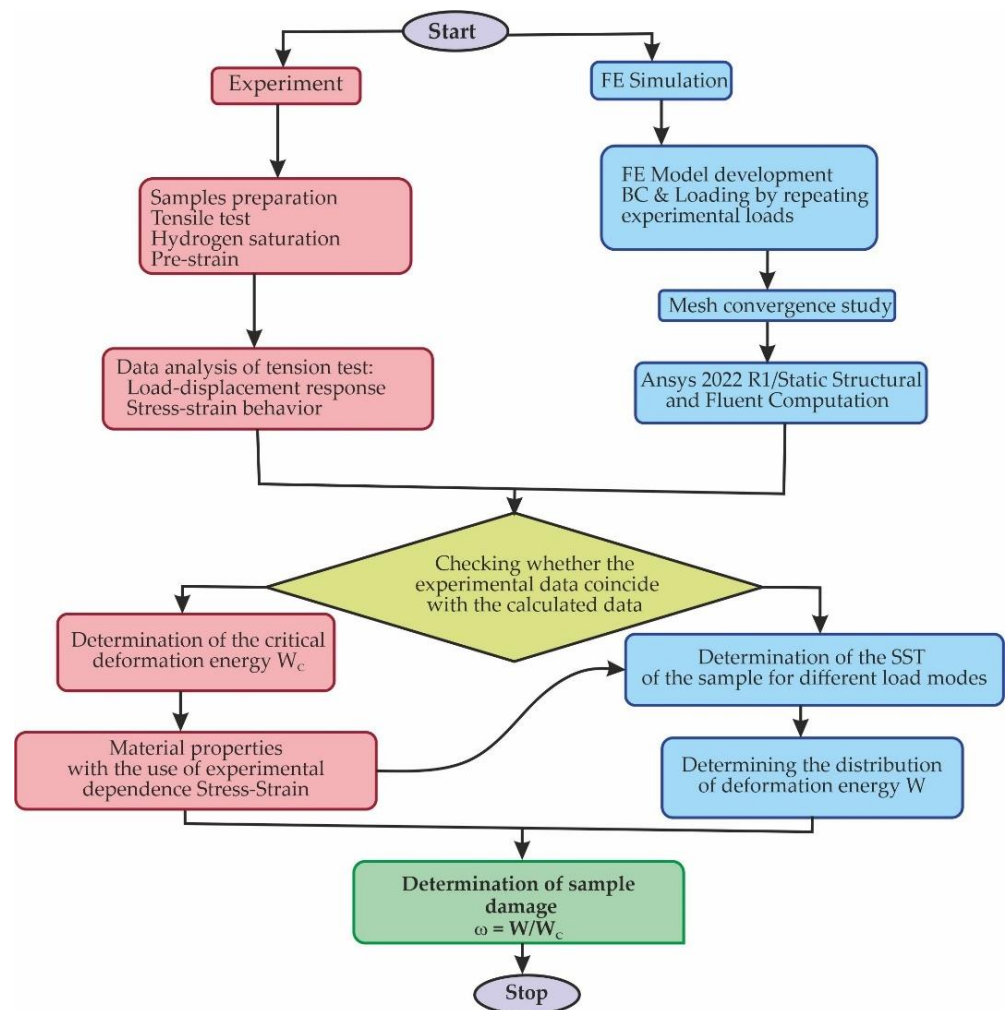 Start
Experiment
FE Simulation
Samples preparation
Tensile test
Hydrogen saturation
Pre-strain
FE Model development
BC & Loading by repeating
experimental loads
Mesh convergence study
Data analysis of tension test:
Load-displacement response
Stress-strain behavior
Ansys 2022 R1/Static Structural
and Fluent Computation
Checking whether the
experimental data coincide
with the calculated data
Determination of the critical
deformation energy Wc
Determination of the SST
of the sample for different load modes
Material properties
with the use of experimental
dependence Stress-Strain
Determining the distribution
of deformation energy W
Determination of sample
damage
ω = W/Wc
Stop